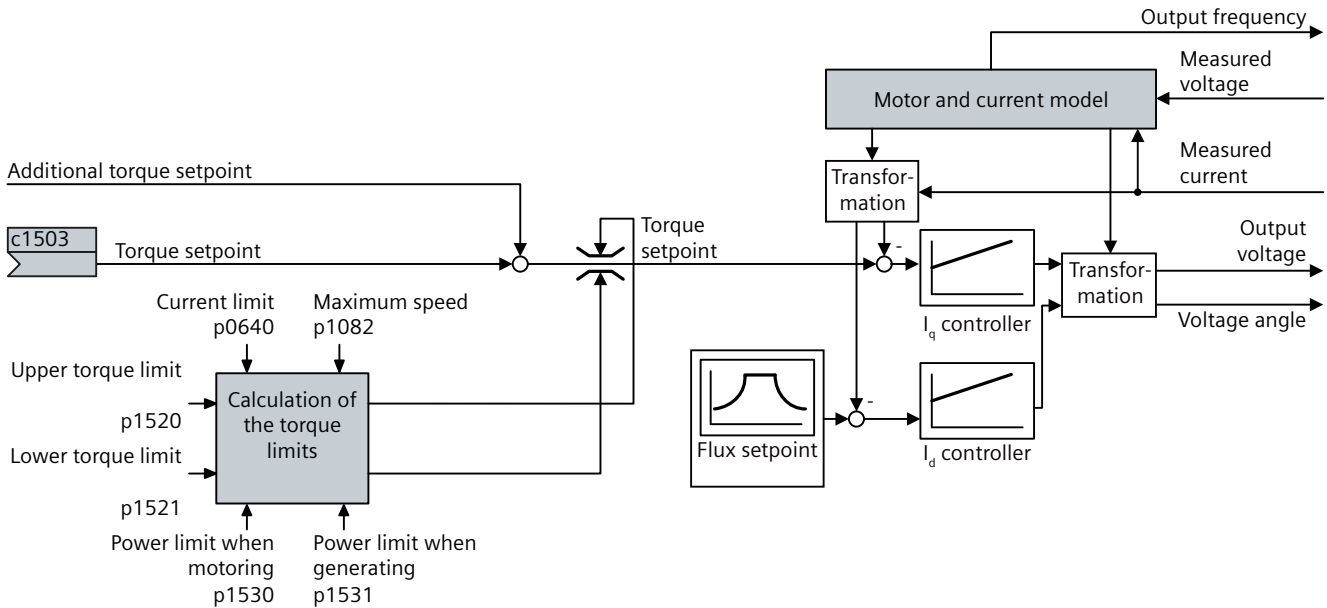 Output frequency
Measured
voltage
Motor and current model
Additional torque setpoint
Measured
current
Transfor-
mation
c1503
Torque setpoint
Torque
setpoint
-
Output
voltage
Transfor-
mation
Voltage angle
Iq controller
Current limit
p0640
Maximum speed
p1082
Upper torque limit
p1520
Lower torque limit
p1521
Calculation of
the torque
limits
-
Flux setpoint
Id controller
Power limit when
motoring
p1530
Power limit when
generating
p1531